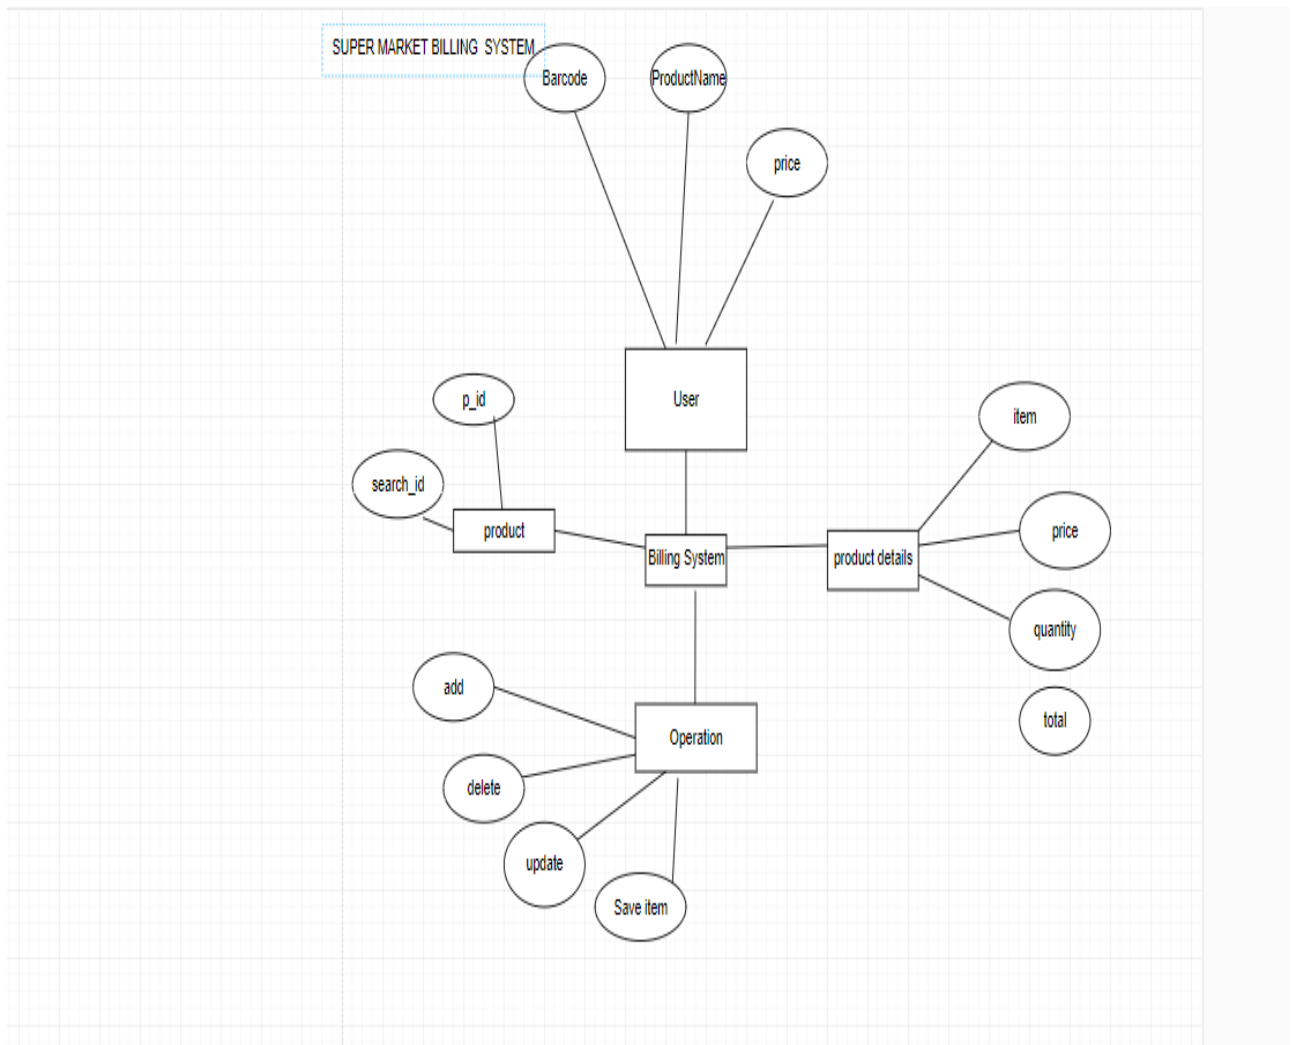 SUPER MARKET BILLING  SYSTEM
Barcode
ProductName
price
User
p_id
item
search_id
product
price
Billing System
product details
quantity
add
total
Operation
delete
update
Save item